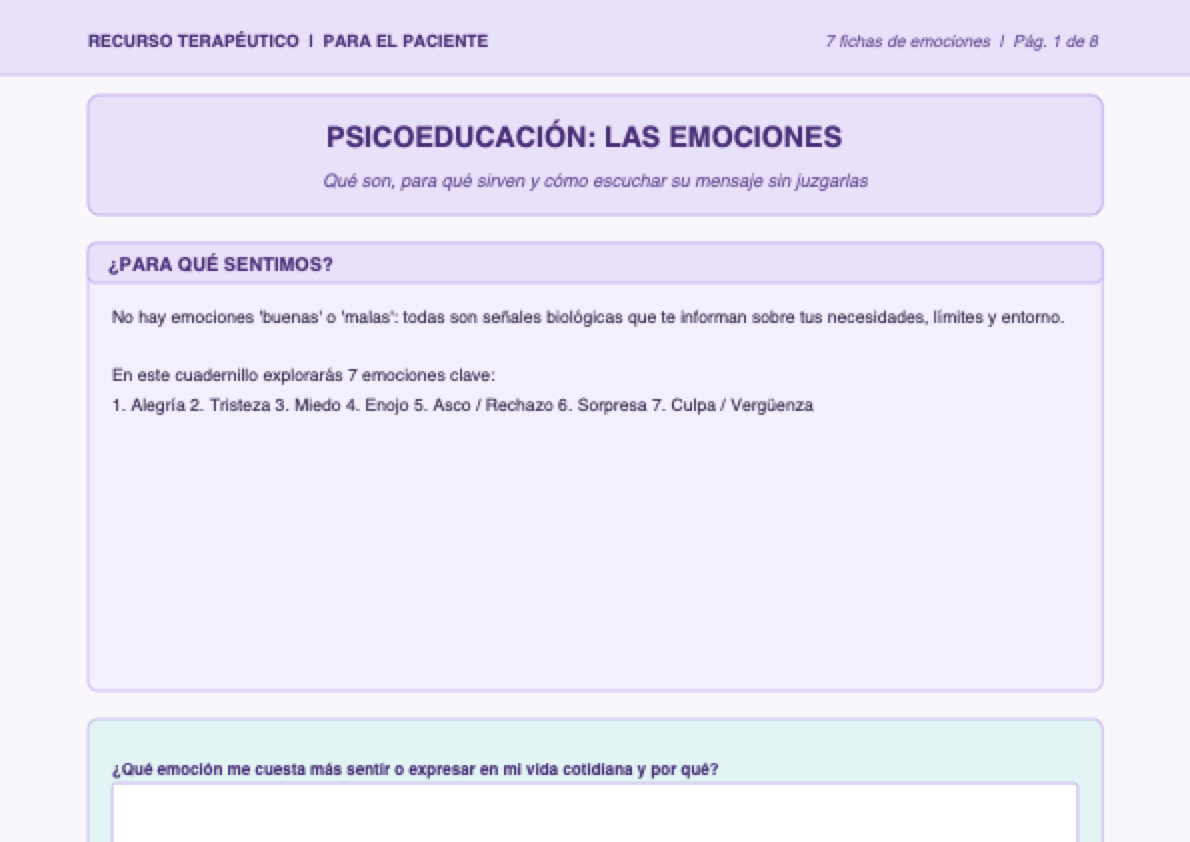 RECURSO TERAPÉUTICO | PARA EL PACIENTE
7 fichas de emociones | Pág. 1 de 8
PSICOEDUCACIÓN: LAS EMOCIONES
Qué son, para qué sirven y cómo escuchar su mensaje sin juzgarlas
¿PARA QUÉ SENTIMOS?
No hay emociones 'buenas' o 'malas': todas son señales biológicas que te informan sobre tus necesidades, límites y entorno.
En este cuadernillo explorarás 7 emociones clave:
1. Alegría 2. Tristeza 3. Miedo 4. Enojo 5. Asco / Rechazo 6. Sorpresa 7. Culpa / Vergüenza
¿Qué emoción me cuesta más sentir o expresar en mi vida cotidiana y por qué?